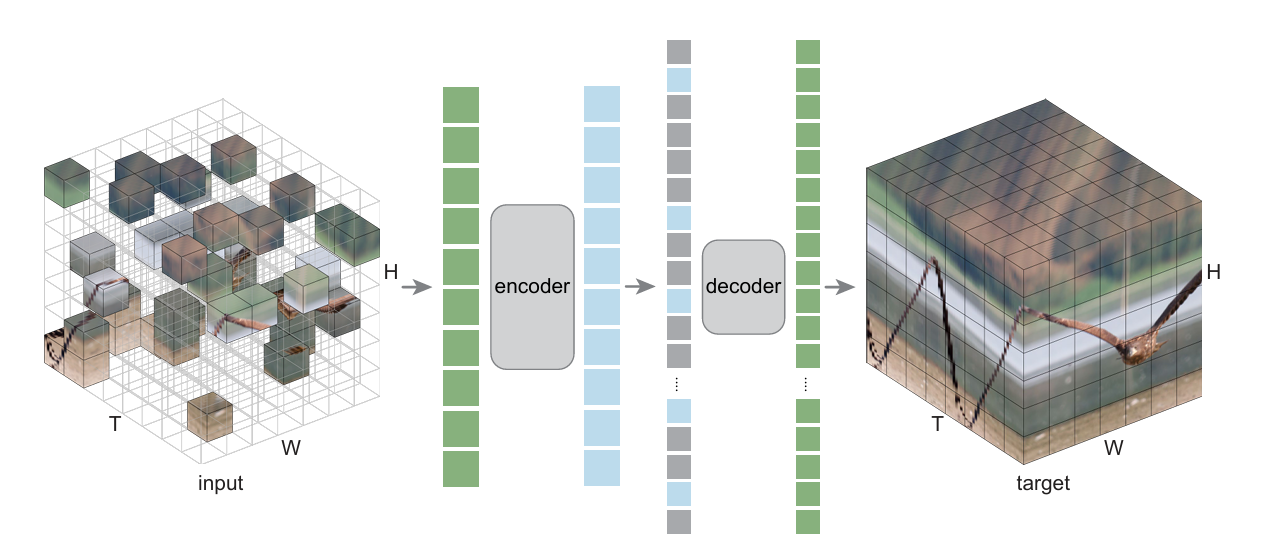 H
T
W
input
encoder
decoder
H
T
W
target